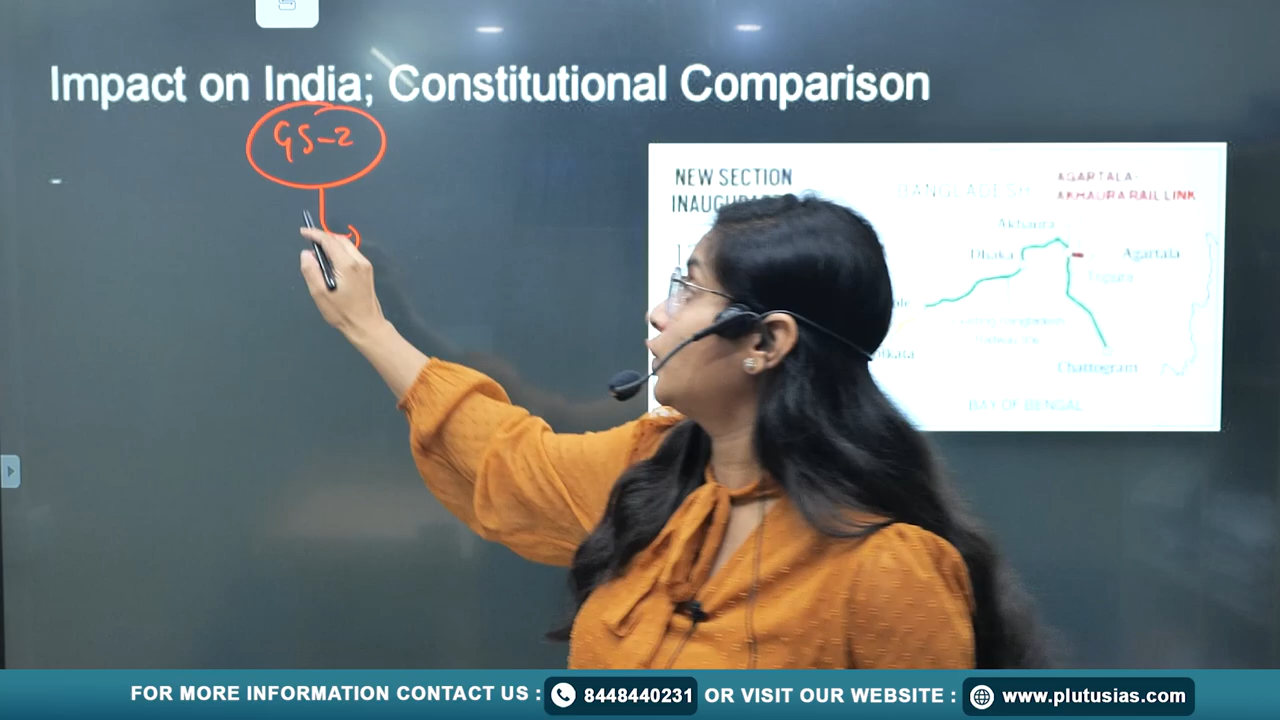 Impact on India; Constitutional Comparison
GS-2
NEW SECTION
BANGLADESH
AGARTALA-
AKHAURA RAIL LINK
Akhaura
Dhaka
Agartala
Tripura
Chattogram
BAY OF BENGAL
FOR MORE INFORMATION CONTACT US : 8448440231 OR VISIT OUR WEBSITE : www.plutusias.com